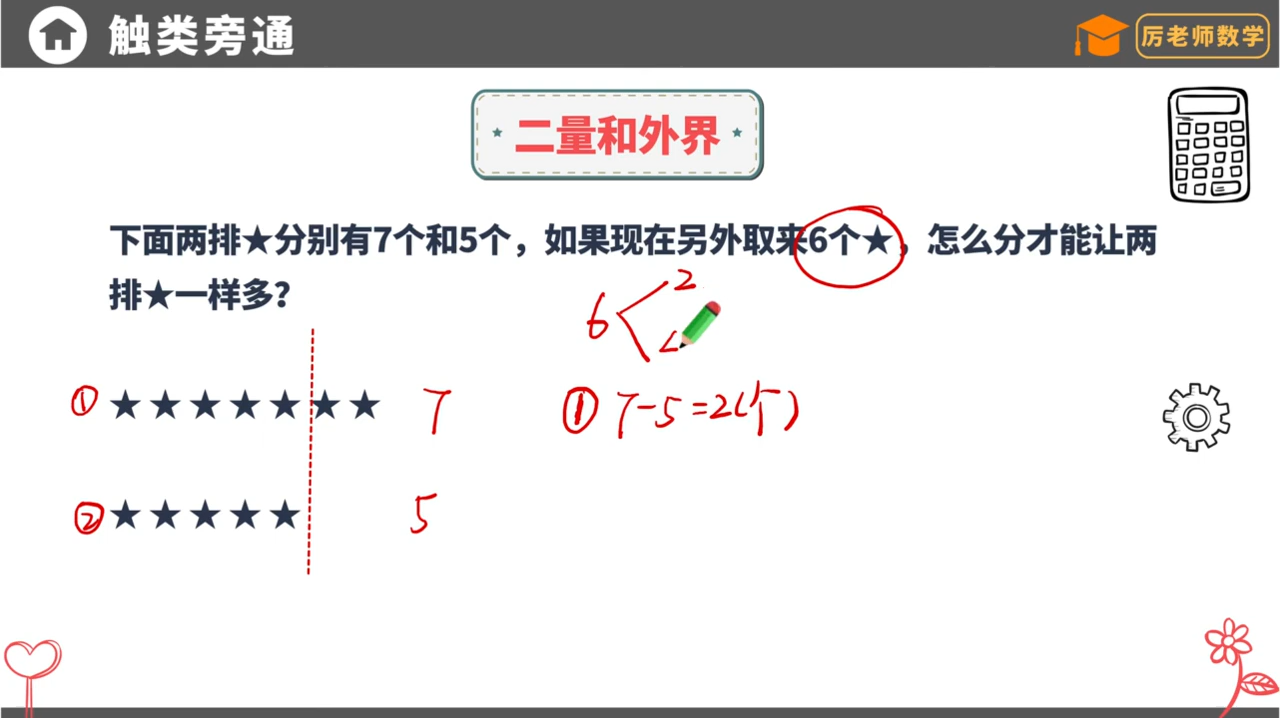 触类旁通
厉老师数学
二量和外界
下面两排★分别有7个和5个，如果现在另外取来6个★，怎么分才能让两
排★一样多？
6 2
① ★★★★★★★ 7
① 7-5=2(个)
② ★★★★★ 5